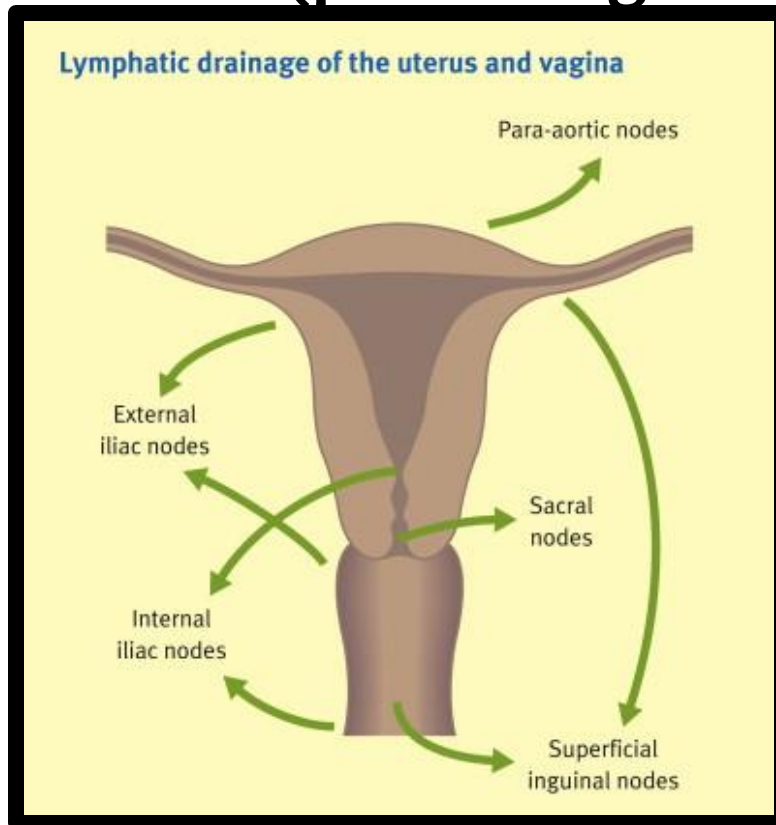 Lymphatic drainage of the uterus and vagina
Para-aortic nodes
External
iliac nodes
Sacral
nodes
Internal
iliac nodes
Superficial
inguinal nodes